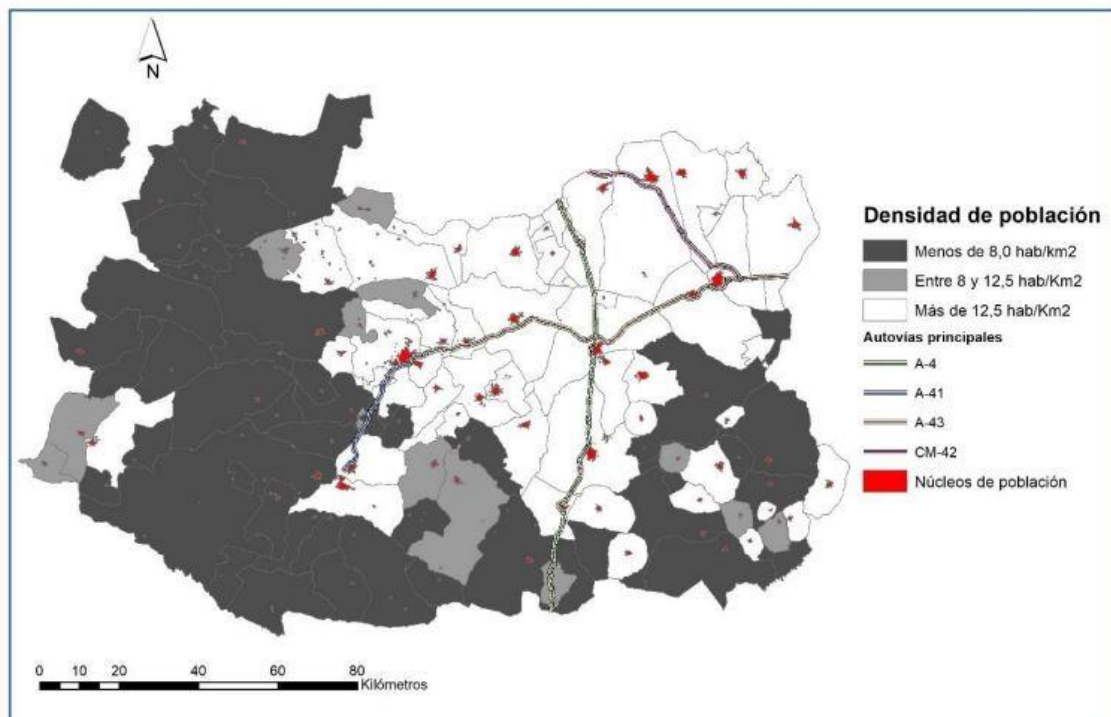 N
Densidad de población
Menos de 8,0 hab/km2
Entre 8 y 12,5 hab/Km2
Más de 12,5 hab/Km2
Autovías principales
A-4
A-41
A-43
CM-42
Núcleos de población
0 10 20 40 60 80
Kilómetros